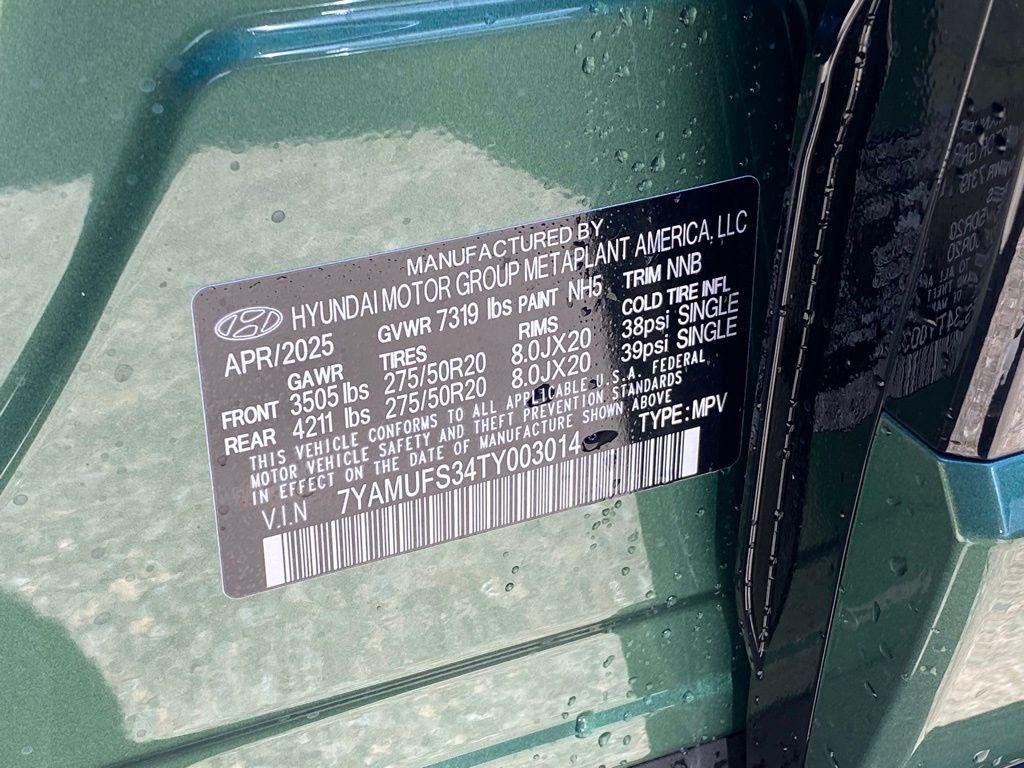 MANUFACTURED BY
HYUNDAI MOTOR GROUP METAPLANT AMERICA, LLC
APR/2025 GVWR 7319 lbs PAINT NH5 TRIM NNB
GAWR TIRES RIMS COLD TIRE INFL
FRONT 3505 lbs 275/50R20 8.0JX20 38psi SINGLE
REAR 4211 lbs 275/50R20 8.0JX20 39psi SINGLE
THIS VEHICLE CONFORMS TO ALL APPLICABLE U.S.A. FEDERAL
MOTOR VEHICLE SAFETY AND THEFT PREVENTION STANDARDS
IN EFFECT ON THE DATE OF MANUFACTURE SHOWN ABOVE
V.I.N 7YAMUFS34TY003014 TYPE: MPV